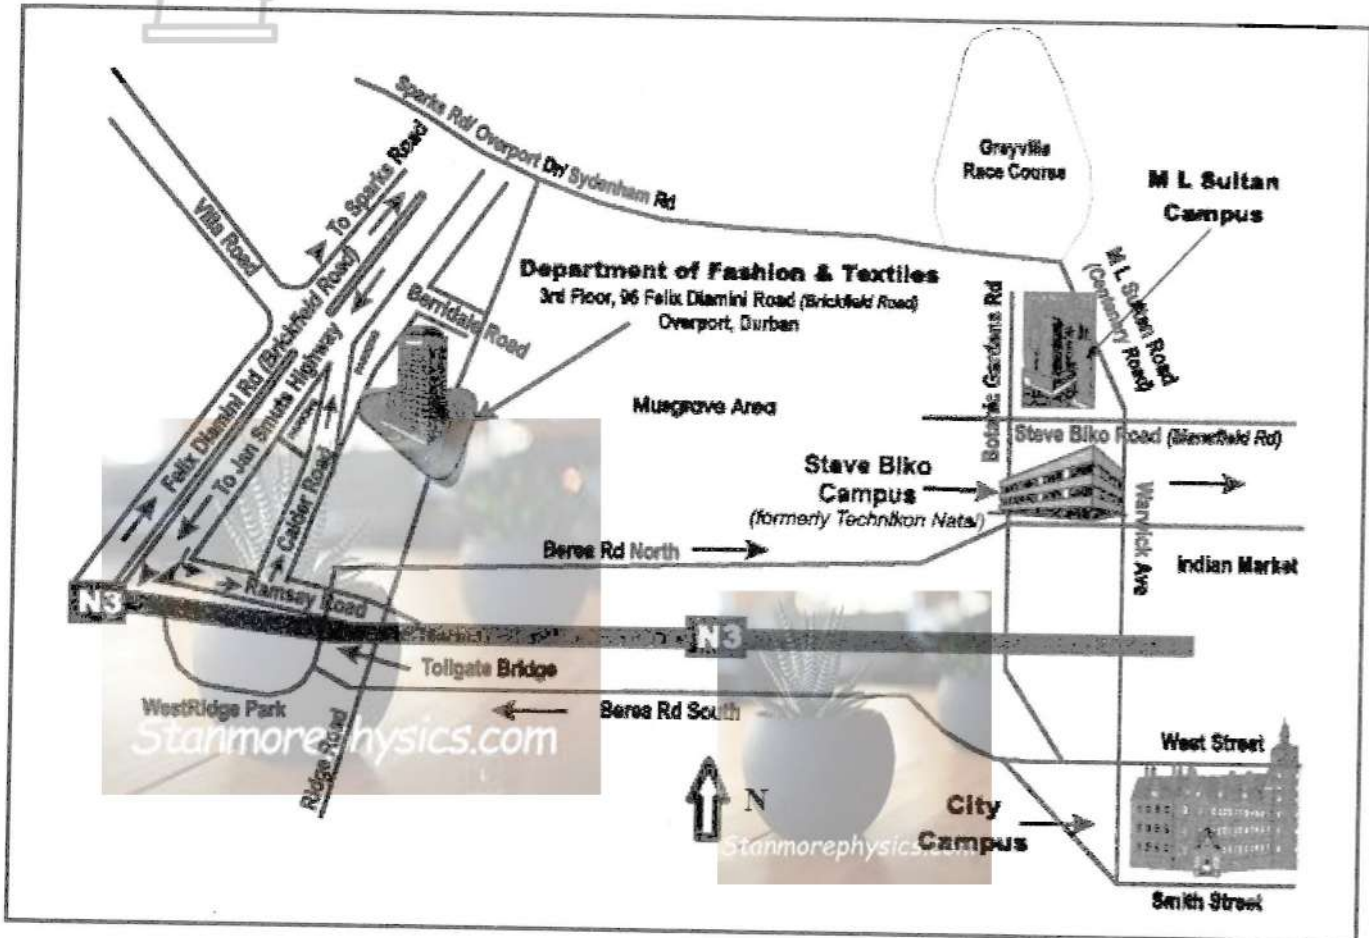 Sparks Rd/ Overport Dr/ Sydenham Rd
Greyville
Race Course
M L Sultan
Campus
To Sparks Road
Villa Road
M L Sultan Road
(Centenary Road)
Department of Fashion & Textiles
3rd Floor, 96 Felix Dlamini Road (Brickfield Road)
Overport, Durban
Berridale Road
Botanic Gardens Rd
Felix Dlamini Rd (Brickfield Road)
To Jan Smuts Highway
Musgrave Area
Steve Biko Road (Mansfield Rd)
Calder Road
Steve Biko
Campus
(formerly Technikon Natal)
Warwick Ave
Berea Rd North
Indian Market
Ramsay Road
N3
N3
Tollgate Bridge
WestRidge Park
Berea Rd South
Stanmorephysics.com
West Street
Ridge Road
N
City
Campus
Stanmorephysics.com
Smith Street